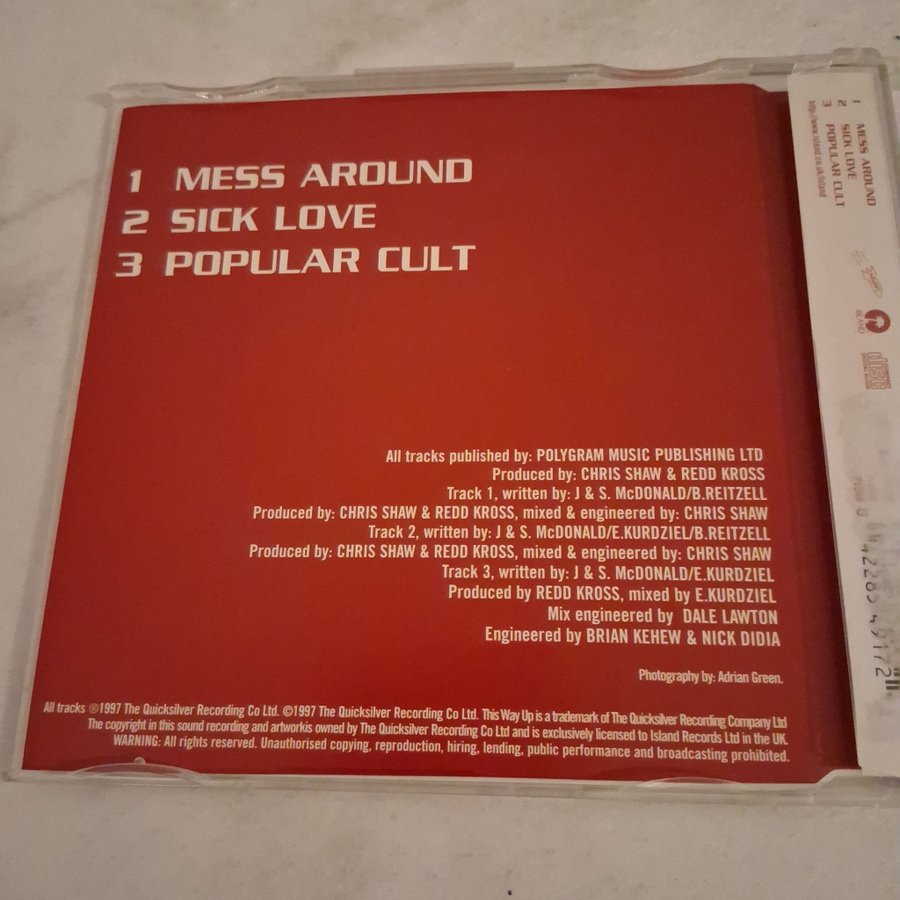 1 MESS AROUND
2 SICK LOVE
3 POPULAR CULT
All tracks published by: POLYGRAM MUSIC PUBLISHING LTD
Produced by: CHRIS SHAW & REDD KROSS
Track 1, written by: J & S. McDONALD/B.REITZELL
Produced by: CHRIS SHAW & REDD KROSS, mixed & engineered by: CHRIS SHAW
Track 2, written by: J & S. McDONALD/E.KURDZIEL/B.REITZELL
Produced by: CHRIS SHAW & REDD KROSS, mixed & engineered by: CHRIS SHAW
Track 3, written by: J & S. McDONALD/E.KURDZIEL
Produced by REDD KROSS, mixed by E.KURDZIEL
Mix engineered by DALE LAWTON
Engineered by BRIAN KEHEW & NICK DIDIA
Photography by: Adrian Green.
All tracks ℗1997 The Quicksilver Recording Co Ltd. ©1997 The Quicksilver Recording Co Ltd. This Way Up is a trademark of The Quicksilver Recording Company Ltd
The copyright in this sound recording and artworkis owned by The Quicksilver Recording Co Ltd and is exclusively licensed to Island Records Ltd in the UK.
WARNING: All rights reserved. Unauthorised copying, reproduction, hiring, lending, public performance and broadcasting prohibited.
1 MESS AROUND
2 SICK LOVE
3 POPULAR CULT
http://www.island.co.uk/island
ISLAND
disc